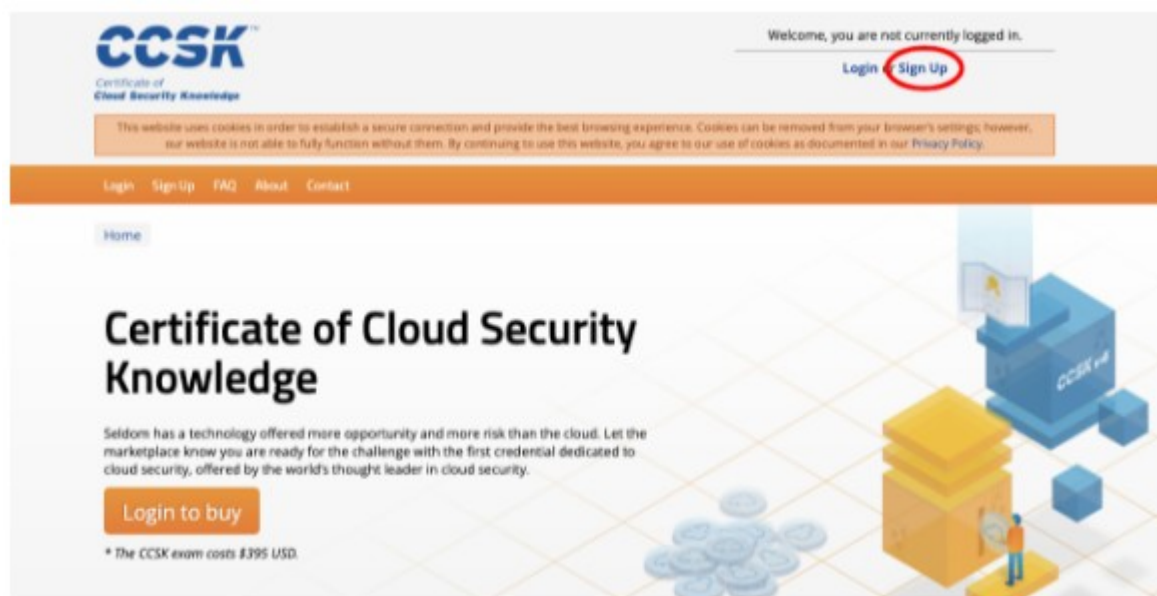 CCSK™
Certificate of
Cloud Security Knowledge
Welcome, you are not currently logged in.
Login or Sign Up
This website uses cookies in order to establish a secure connection and provide the best browsing experience. Cookies can be removed from your browser's settings; however,
our website is not able to fully function without them. By continuing to use this website, you agree to our use of cookies as documented in our Privacy Policy.
Login Sign Up FAQ About Contact
Home
Certificate of Cloud Security
Knowledge
Seldom has a technology offered more opportunity and more risk than the cloud. Let the
marketplace know you are ready for the challenge with the first credential dedicated to
cloud security, offered by the world's thought leader in cloud security.
Login to buy
* The CCSK exam costs $395 USD.
CCSK v4